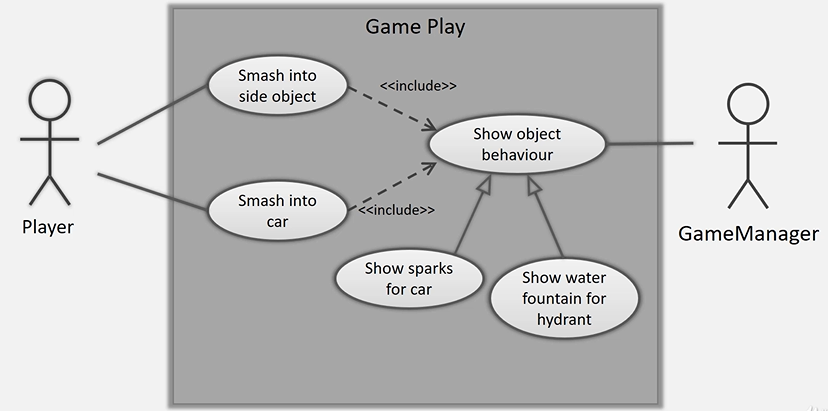 Game Play
Smash into
side object
<<include>>
Show object
behaviour
Smash into
car
<<include>>
Player
GameManager
Show sparks
for car
Show water
fountain for
hydrant